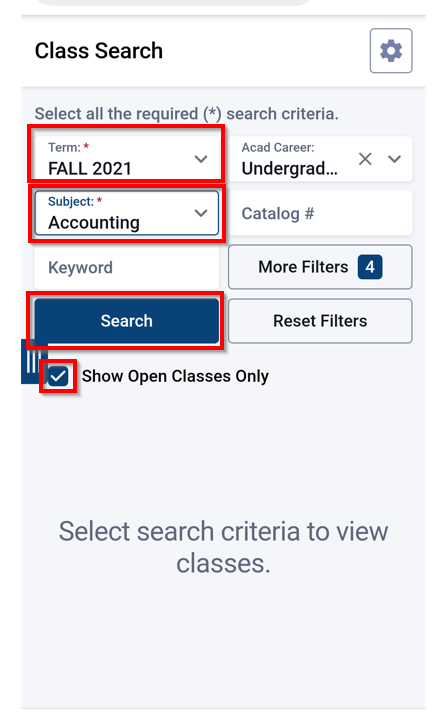 Class Search
Select all the required (*) search criteria.
Term: *
FALL 2021
Acad Career:
Undergrad...
Subject: *
Accounting
Catalog #
Keyword
More Filters 4
Search
Reset Filters
Show Open Classes Only
Select search criteria to view
classes.